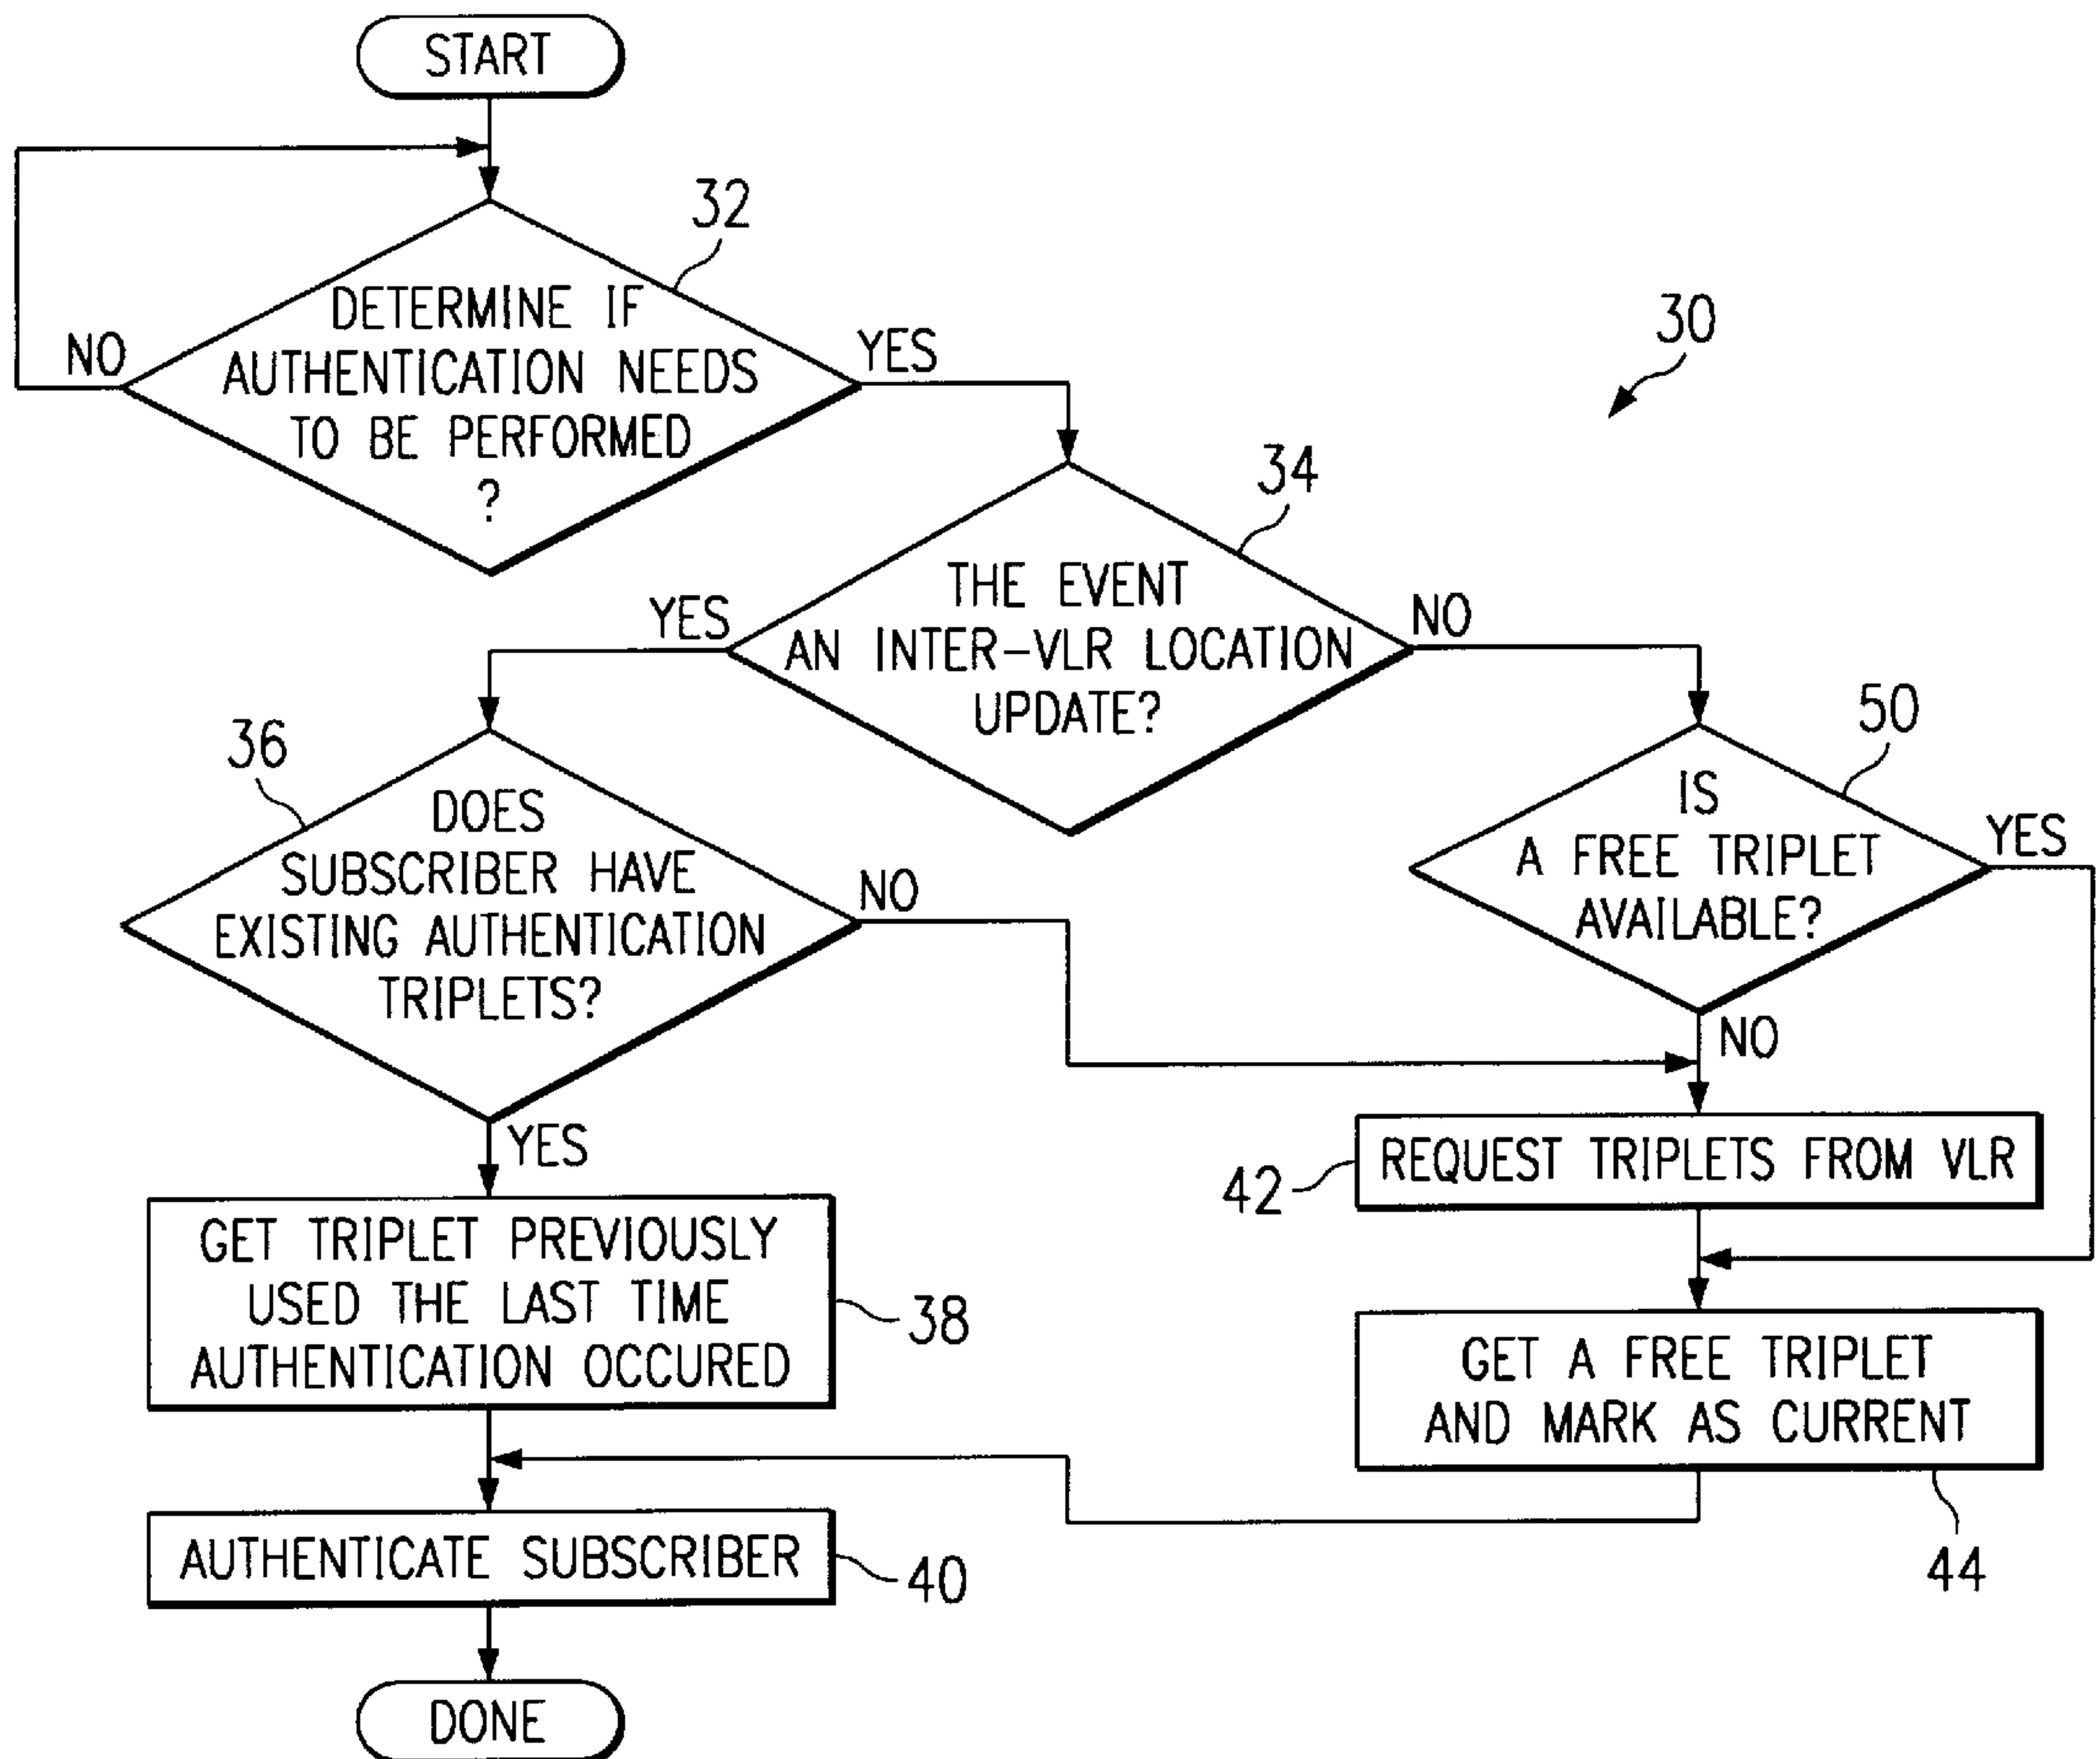 START
32
DETERMINE IF
AUTHENTICATION NEEDS
TO BE PERFORMED
?
NO
YES
30
34
THE EVENT
AN INTER-VLR LOCATION
UPDATE?
YES
NO
36
DOES
SUBSCRIBER HAVE
EXISTING AUTHENTICATION
TRIPLETS?
NO
YES
50
IS
A FREE TRIPLET
AVAILABLE?
YES
NO
42
REQUEST TRIPLETS FROM VLR
GET TRIPLET PREVIOUSLY
USED THE LAST TIME
AUTHENTICATION OCCURED
38
GET A FREE TRIPLET
AND MARK AS CURRENT
44
AUTHENTICATE SUBSCRIBER
40
DONE